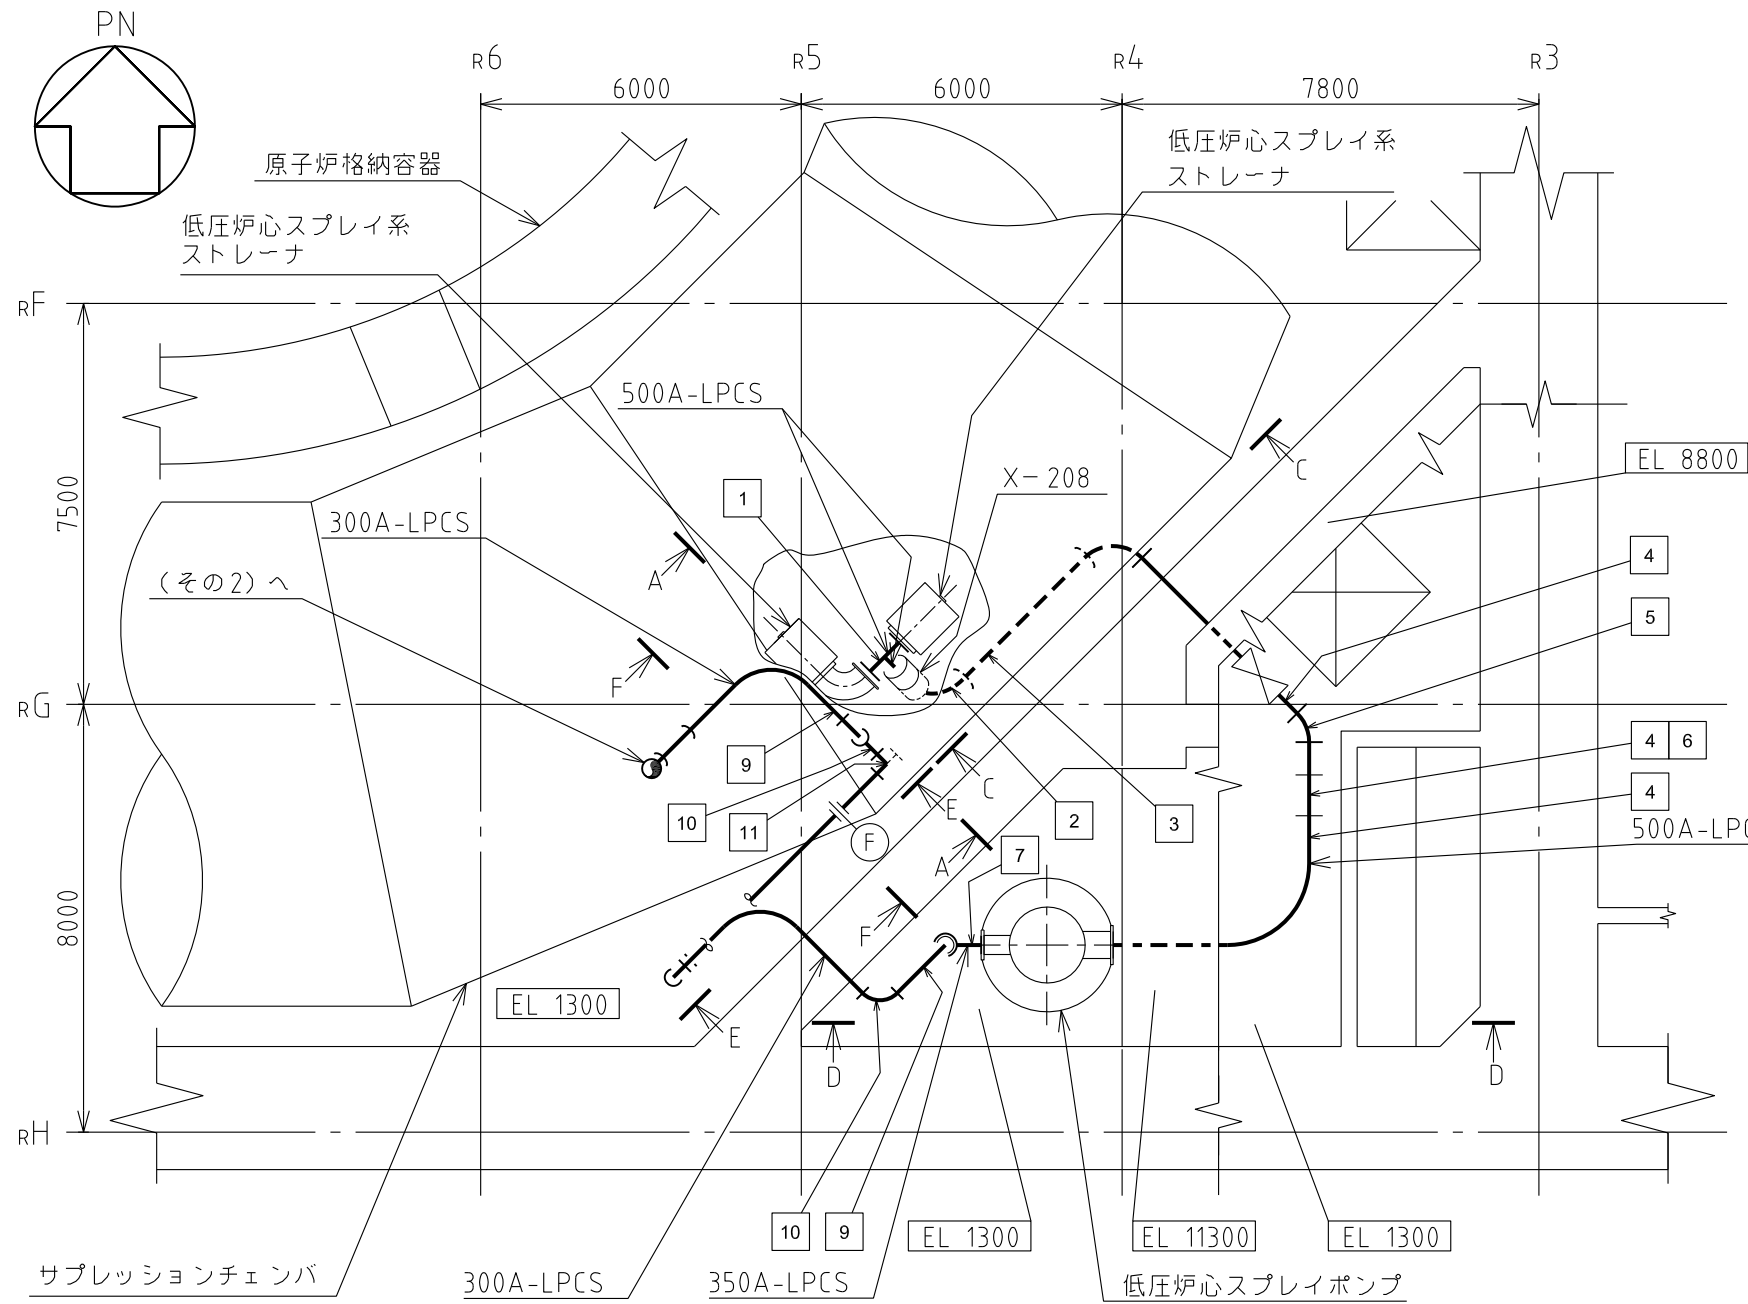 PN
R6
R5
R4
R3
6000
6000
7800
原子炉格納容器
低圧炉心スプレイ系
ストレーナ
低圧炉心スプレイ系
ストレーナ
RF
7500
500A-LPCS
1
X-208
C
EL 8800
300A-LPCS
A
(その2)へ
4
5
F
RG
9
10
11
F
C
E
2
3
4 6
4
A
7
8000
F
EL 1300
E
D
D
RH
10
9
EL 1300
EL 11300
EL 1300
サプレッションチェンバ
300A-LPCS
350A-LPCS
低圧炉心スプレイポンプ